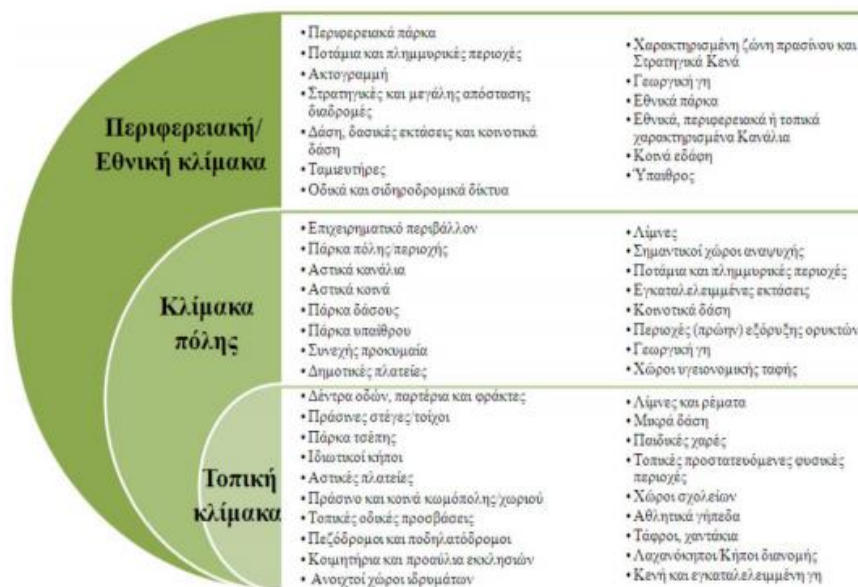 Περιφερειακή/
Εθνική κλίμακα
• Περιφερειακά πάρκα
• Ποτάμια και πλημμυρικές περιοχές
• Ακτογραμμή
• Στρατηγικές και μεγάλης απόστασης
διαδρομές
• Δάση, δασικές εκτάσεις και κοινοτικά
δάση
• Ταμιευτήρες
• Οδικά και σιδηροδρομικά δίκτυα
• Χαρακτηρισμένη ζώνη πρασίνου και
Στρατηγικά Κενά
• Γεωργική γη
• Εθνικά πάρκα
• Εθνικά, περιφερειακά ή τοπικά
χαρακτηρισμένα Κανάλια
• Κοινά εδάφη
• Ύπαιθρος
Κλίμακα
πόλης
• Επιχειρηματικό περιβάλλον
• Πάρκα πόλης/περιοχής
• Αστικά κανάλια
• Αστικά κοινά
• Πάρκα δάσους
• Πάρκα υπαίθρου
• Συνεχής προκυμαία
• Δημοτικές πλατείες
• Λίμνες
• Σημαντικοί χώροι αναψυχής
• Ποτάμια και πλημμυρικές περιοχές
• Εγκαταλελειμμένες εκτάσεις
• Κοινοτικά δάση
• Περιοχές (πρώην) εξόρυξης ορυκτών
• Γεωργική γη
• Χώροι υγειονομικής ταφής
Τοπική
κλίμακα
• Δέντρα οδών, παρτέρια και φράκτες
• Πράσινες στέγες/τοίχοι
• Πάρκα τσέπης
• Ιδιωτικοί κήποι
• Αστικές πλατείες
• Πράσινο και κοινά κωμόπολης/χωριού
• Τοπικές οδικές προσβάσεις
• Πεζόδρομοι και ποδηλατόδρομοι
• Κοιμητήρια και προαύλια εκκλησιών
• Ανοιχτοί χώροι ιδρυμάτων
• Λίμνες και ρέματα
• Μικρά δάση
• Παιδικές χαρές
• Τοπικές προστατευόμενες φυσικές
περιοχές
• Χώροι σχολείων
• Αθλητικά γήπεδα
• Τάφροι, χαντάκια
• Λαχανόκηποι/Κήποι διανομής
• Κενή και εγκαταλελειμμένη γη